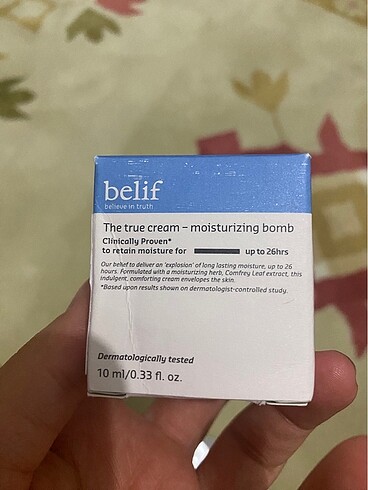 belif
believe in truth
The true cream – moisturizing bomb
Clinically Proven*
to retain moisture for up to 26hrs
Our belief to deliver an 'explosion' of long lasting moisture, up to 26
hours. Formulated with a moisturizing herb, Comfrey Leaf extract, this
indulgent, comforting cream envelopes the skin.
*Based upon results shown on dermatologist-controlled study.
Dermatologically tested
10 ml/0.33 fl. oz.